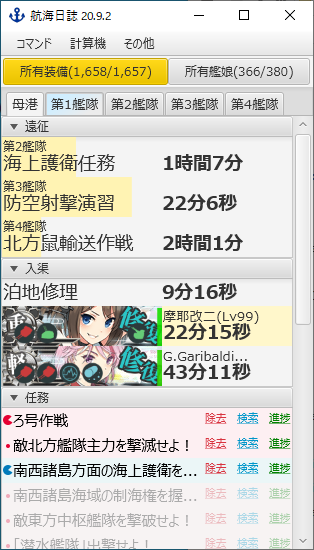 航海日誌 20.9.2
コマンド 計算機 その他
所有装備(1,658/1,657) 所有艦娘(366/380)
母港 第1艦隊 第2艦隊 第3艦隊 第4艦隊
▼ 遠征
第2艦隊
海上護衛任務 1時間7分
第3艦隊
防空射撃演習 22分6秒
第4艦隊
北方鼠輸送作戦 2時間1分
▼ 入渠
泊地修理 9分16秒
摩耶改二(Lv99)
22分15秒
G.Garibaldi...
43分11秒
▼ 任務
ろ号作戦 除去 検索 進捗
敵北方艦隊主力を撃滅せよ! 除去 検索 進捗
南西諸島方面の海上護衛を... 除去 検索 進捗
南西諸島海域の制海権を握... 除去 検索 進捗
敵東方中枢艦隊を撃破せよ! 除去 検索 進捗
「潜水艦隊」出撃せよ! 除去 検索 進捗